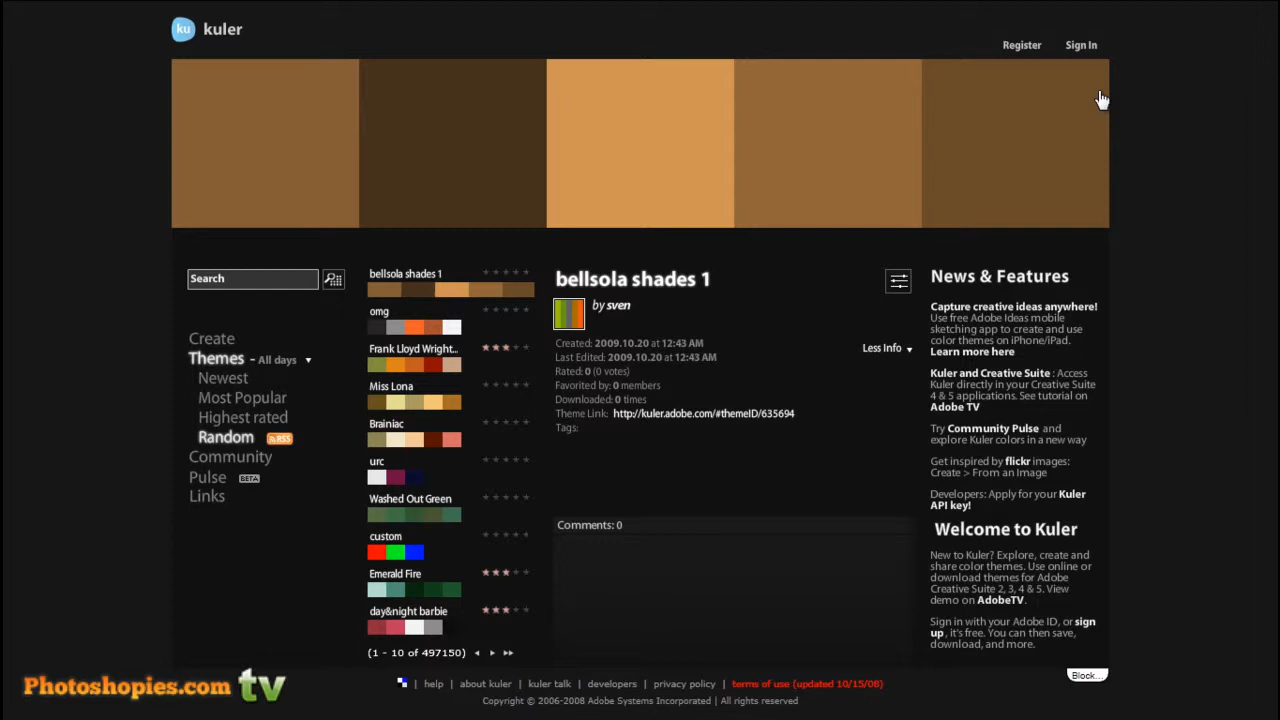 ku kuler
Register Sign In
Search
Create
Themes - All days
Newest
Most Popular
Highest rated
Random RSS
Community
Pulse BETA
Links
bellsola shades 1
omg
Frank Lloyd Wright...
Miss Lona
Brainiac
urc
Washed Out Green
custom
Emerald Fire
day&night barbie
(1 - 10 of 497150)
bellsola shades 1
by sven
Created: 2009.10.20 at 12:43 AM
Last Edited: 2009.10.20 at 12:43 AM
Rated: 0 (0 votes)
Favorited by: 0 members
Downloaded: 0 times
Theme Link: http://kuler.adobe.com/#themeID/635694
Tags:
Less Info
Comments: 0
News & Features
Capture creative ideas anywhere!
Use free Adobe Ideas mobile
sketching app to create and use
color themes on iPhone/iPad.
Learn more here
Kuler and Creative Suite : Access
Kuler directly in your Creative Suite
4 & 5 applications. See tutorial on
Adobe TV
Try Community Pulse and
explore Kuler colors in a new way
Get inspired by flickr images:
Create > From an Image
Developers: Apply for your Kuler
API key!
Welcome to Kuler
New to Kuler? Explore, create and
share color themes. Use online or
download themes for Adobe
Creative Suite 2, 3, 4 & 5. View
demo on AdobeTV.
Sign in with your Adobe ID, or sign
up, it's free. You can then save,
download, and more.
Block...
Photoshopies.com tv
| help | about kuler | kuler talk | developers | privacy policy | terms of use (updated 10/15/08)
Copyright © 2006-2008 Adobe Systems Incorporated | All rights reserved